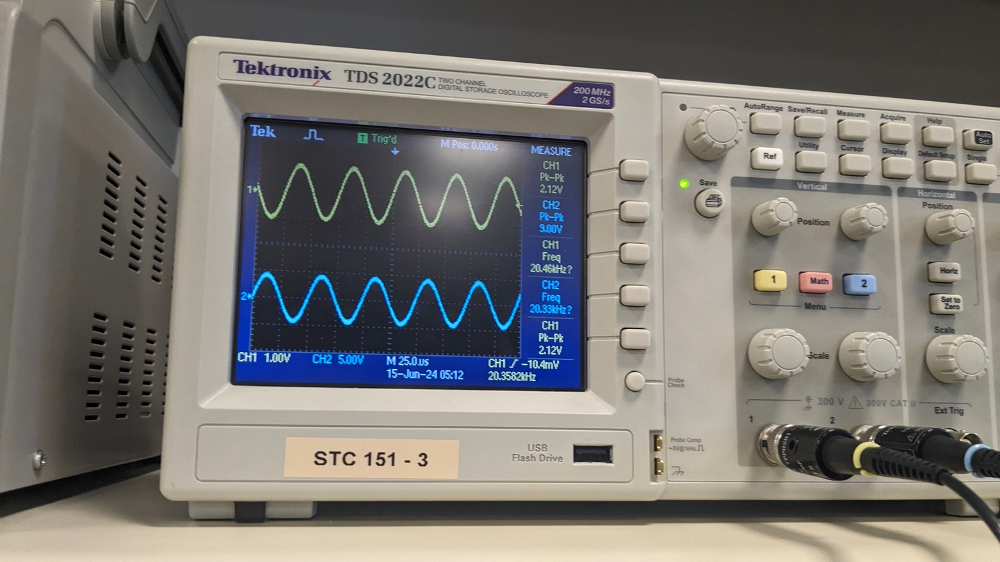 Tektronix TDS 2022C TWO CHANNEL
DIGITAL STORAGE OSCILLOSCOPE
200 MHz
2 GS/s
Tek T Trig'd M Pos: 0.000s
MEASURE
CH1
Pk-Pk
2.12V
CH2
Pk-Pk
9.00V
CH1
Freq
20.46kHz?
CH2
Freq
20.33kHz?
CH1
Pk-Pk
2.12V
1
2
CH1 1.00V CH2 5.00V M 25.0µs CH1 -10.4mV
15-Jun-24 05:12 20.3582kHz
STC 151 - 3
USB
Flash Drive
AutoRange Save/Recall Measure Acquire Help Auto Set
Ref Utility Cursor Display Default Setup Single
Save
Vertical Horizontal
Position Position
1 Math 2 Horiz
Menu
Set to Zero
Scale Scale
Probe Check
300 V 300V CAT II
1 2 Ext Trig
Probe Comp
~5V@1kHz